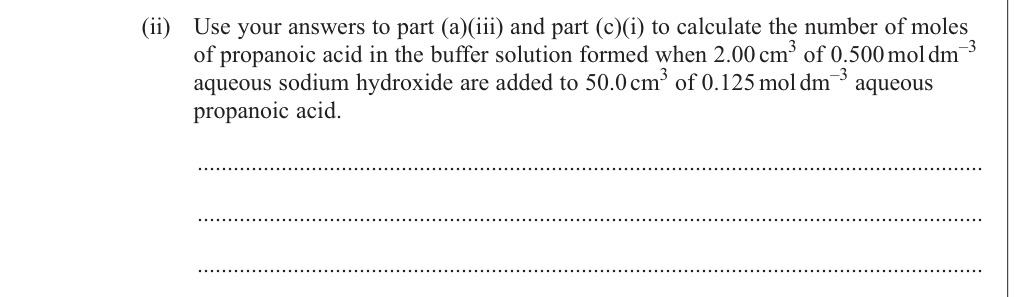 (ii) Use your answers to part (a)(iii) and part (c)(i) to calculate the number of moles
of propanoic acid in the buffer solution formed when 2.00 cm³ of 0.500 mol dm⁻³
aqueous sodium hydroxide are added to 50.0 cm³ of 0.125 mol dm⁻³ aqueous
propanoic acid.